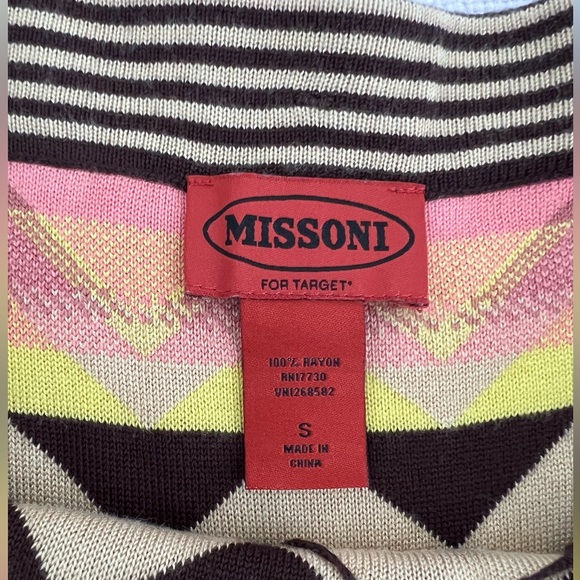 MISSONI
FOR TARGET*
100% RAYON
RN17730
VN1268582
S
MADE IN
CHINA